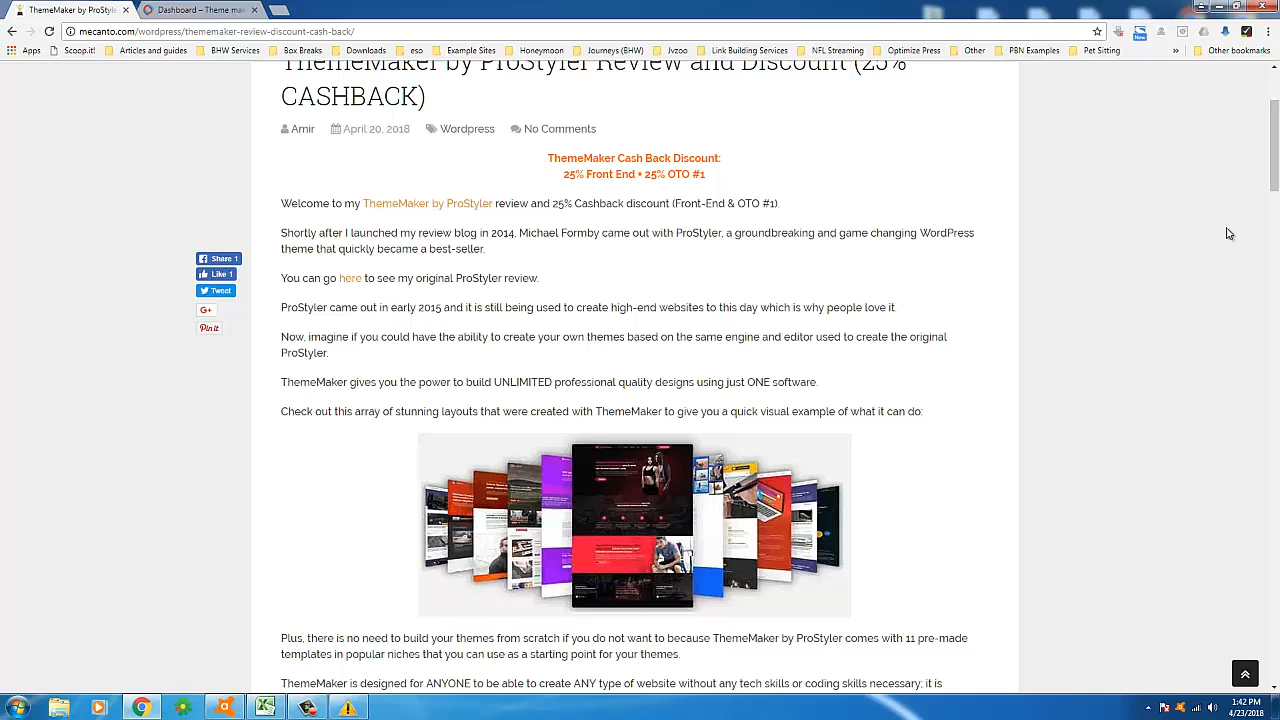 ThemeMaker by ProStyle
Dashboard – Theme mak
mecanto.com/wordpress/thememaker-review-discount-cash-back/
Apps Scoop.it! Articles and guides BHW Services Box Breaks Downloads eso Example Sites Honeymoon Journeys (BHW) Jvzoo Link Building Services NFL Streaming Optimize Press Other PBN Examples Pet Sitting » Other bookmarks
New
ThemeMaker by ProStyler Review and Discount (25%
CASHBACK)
Amir April 20, 2018 Wordpress No Comments
ThemeMaker Cash Back Discount:
25% Front End + 25% OTO #1
Welcome to my ThemeMaker by ProStyler review and 25% Cashback discount (Front-End & OTO #1).
Shortly after I launched my review blog in 2014, Michael Formby came out with ProStyler, a groundbreaking and game changing WordPress
theme that quickly became a best-seller.
Share 1
Like 1
Tweet
G+
Pin it
You can go here to see my original ProStyler review.
ProStyler came out in early 2015 and it is still being used to create high-end websites to this day which is why people love it.
Now, imagine if you could have the ability to create your own themes based on the same engine and editor used to create the original
ProStyler.
ThemeMaker gives you the power to build UNLIMITED professional quality designs using just ONE software.
Check out this array of stunning layouts that were created with ThemeMaker to give you a quick visual example of what it can do:
Plus, there is no need to build your themes from scratch if you do not want to because ThemeMaker by ProStyler comes with 11 pre-made
templates in popular niches that you can use as a starting point for your themes.
ThemeMaker is designed for ANYONE to be able to create ANY type of website without any tech skills or coding skills necessary; it is
1:42 PM
4/23/2018